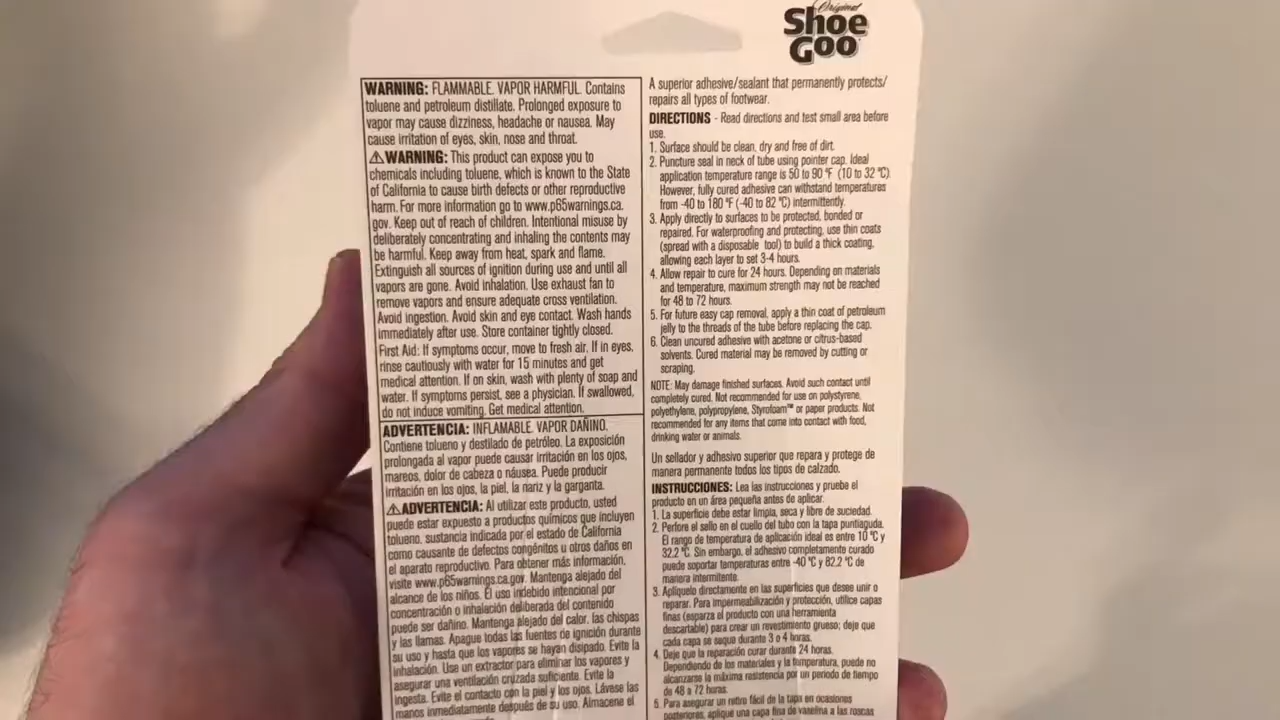 Original
Shoe
Goo
WARNING: FLAMMABLE. VAPOR HARMFUL. Contains
toluene and petroleum distillate. Prolonged exposure to
vapor may cause dizziness, headache or nausea. May
cause irritation of eyes, skin, nose and throat.
⚠WARNING: This product can expose you to
chemicals including toluene, which is known to the State
of California to cause birth defects or other reproductive
harm. For more information go to www.p65warnings.ca.
gov. Keep out of reach of children. Intentional misuse by
deliberately concentrating and inhaling the contents may
be harmful. Keep away from heat, spark and flame.
Extinguish all sources of ignition during use and until all
vapors are gone. Avoid inhalation. Use exhaust fan to
remove vapors and ensure adequate cross ventilation.
Avoid ingestion. Avoid skin and eye contact. Wash hands
immediately after use. Store container tightly closed.
First Aid: If symptoms occur, move to fresh air. If in eyes,
rinse cautiously with water for 15 minutes and get
medical attention. If on skin, wash with plenty of soap and
water. If symptoms persist, see a physician. If swallowed,
do not induce vomiting. Get medical attention.
ADVERTENCIA: INFLAMABLE. VAPOR DAÑINO.
Contiene tolueno y destilado de petróleo. La exposición
prolongada al vapor puede causar irritación en los ojos,
mareos, dolor de cabeza o náusea. Puede producir
irritación en los ojos, la piel, la nariz y la garganta.
⚠ADVERTENCIA: Al utilizar este producto, usted
puede estar expuesto a productos químicos que incluyen
tolueno, sustancia indicada por el estado de California
como causante de defectos congénitos u otros daños en
el aparato reproductivo. Para obtener más información,
visite www.p65warnings.ca.gov. Mantenga alejado del
alcance de los niños. El uso indebido intencional por
concentración o inhalación deliberada del contenido
puede ser dañino. Mantenga alejado del calor, las chispas
y las llamas. Apague todas las fuentes de ignición durante
su uso y hasta que los vapores se hayan disipado. Evite la
inhalación. Use un extractor para eliminar los vapores y
asegurar una ventilación cruzada suficiente. Evite la
ingesta. Evite el contacto con la piel y los ojos. Lávese las
manos inmediatamente después de su uso. Almacene el
A superior adhesive/sealant that permanently protects/
repairs all types of footwear.
DIRECTIONS - Read directions and test small area before
use.
1. Surface should be clean, dry and free of dirt.
2. Puncture seal in neck of tube using pointer cap. Ideal
application temperature range is 50 to 90 °F (10 to 32 °C).
However, fully cured adhesive can withstand temperatures
from -40 to 180 °F (-40 to 82 °C) intermittently.
3. Apply directly to surfaces to be protected, bonded or
repaired. For waterproofing and protecting, use thin coats
(spread with a disposable tool) to build a thick coating,
allowing each layer to set 3-4 hours.
4. Allow repair to cure for 24 hours. Depending on materials
and temperature, maximum strength may not be reached
for 48 to 72 hours.
5. For future easy cap removal, apply a thin coat of petroleum
jelly to the threads of the tube before replacing the cap.
6. Clean uncured adhesive with acetone or citrus-based
solvents. Cured material may be removed by cutting or
scraping.
NOTE: May damage finished surfaces. Avoid such contact until
completely cured. Not recommended for use on polystyrene,
polyethylene, polypropylene, Styrofoam™ or paper products. Not
recommended for any items that come into contact with food,
drinking water or animals.
Un sellador y adhesivo superior que repara y protege de
manera permanente todos los tipos de calzado.
INSTRUCCIONES: Lea las instrucciones y pruebe el
producto en un área pequeña antes de aplicar.
1. La superficie debe estar limpia, seca y libre de suciedad.
2. Perfore el sello en el cuello del tubo con la tapa puntiaguda.
El rango de temperatura de aplicación ideal es entre 10 °C y
32.2 °C. Sin embargo, el adhesivo completamente curado
puede soportar temperaturas entre -40 °C y 82.2 °C de
manera intermitente.
3. Aplíquelo directamente en las superficies que desee unir o
reparar. Para impermeabilización y protección, utilice capas
finas (esparza el producto con una herramienta
descartable) para crear un revestimiento grueso; deje que
cada capa se seque durante 3 o 4 horas.
4. Deje que la reparación curar durante 24 horas.
Dependiendo de los materiales y la temperatura, puede no
alcanzarse la máxima resistencia por un período de tiempo
de 48 a 72 horas.
5. Para asegurar un retiro fácil de la tapa en ocasiones
posteriores, aplique una capa fina de vaselina a las roscas